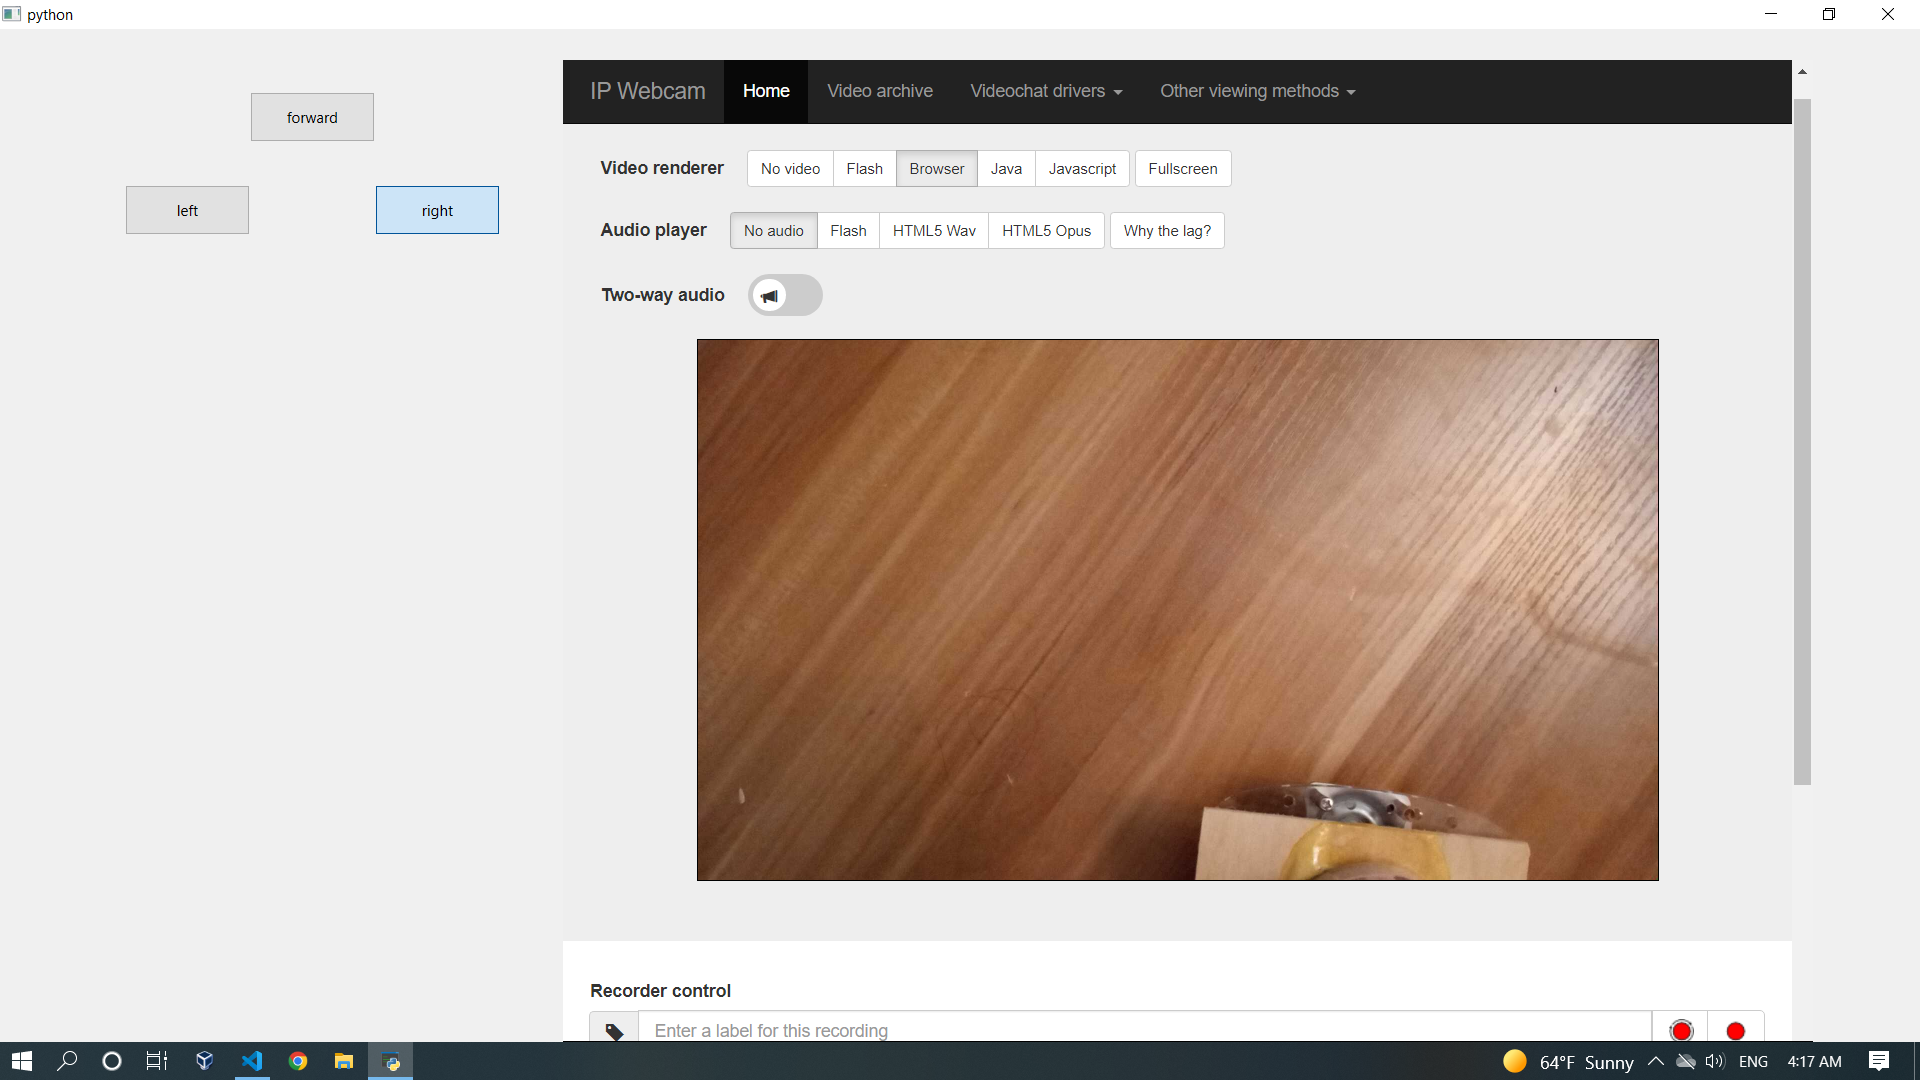 python
forward
left
right
IP Webcam Home Video archive Videochat drivers Other viewing methods
Video renderer No video Flash Browser Java Javascript Fullscreen
Audio player No audio Flash HTML5 Wav HTML5 Opus Why the lag?
Two-way audio
Recorder control
Enter a label for this recording
64°F Sunny ENG 4:17 AM